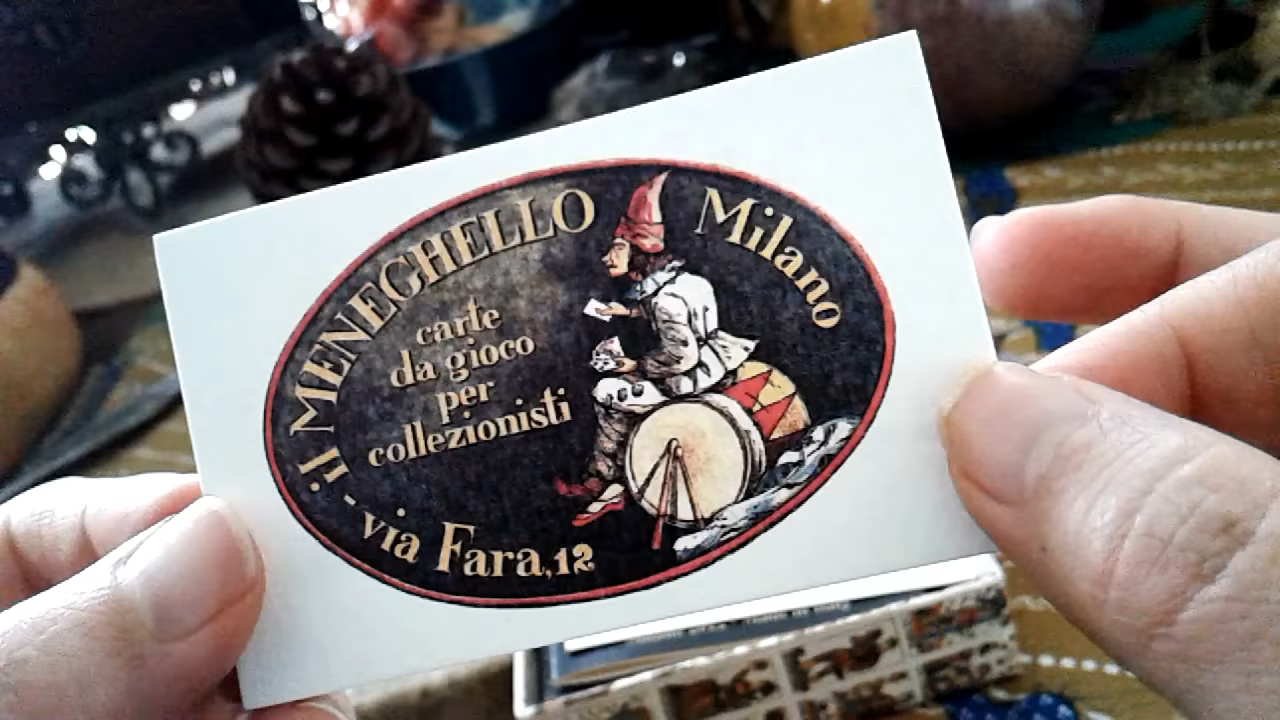 il MENEGHELLO
Milano
carte
da gioco
per
collezionisti
- via Fara, 12